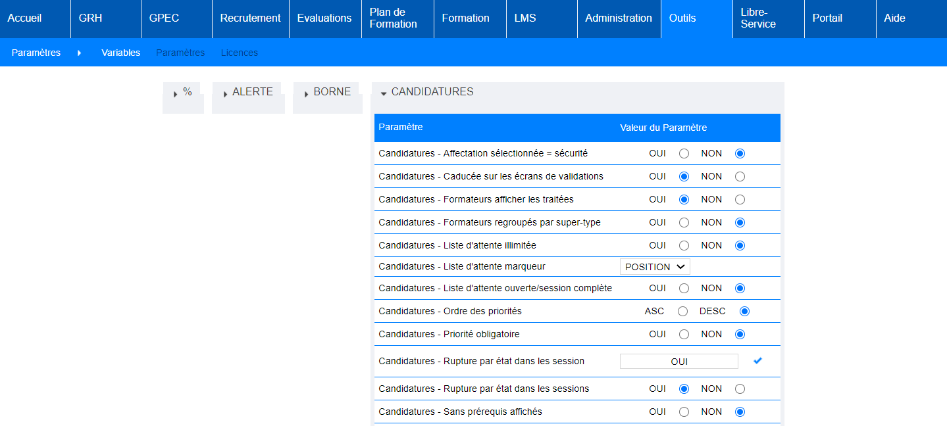 Accueil GRH GPEC Recrutement Evaluations Plan de Formation Formation LMS Administration Outils Libre-Service Portail Aide
Paramètres Variables Paramètres Licences
% ALERTE BORNE CANDIDATURES
Paramètre Valeur du Paramètre
Candidatures - Affectation sélectionnée = sécurité OUI NON
Candidatures - Caducée sur les écrans de validations OUI NON
Candidatures - Formateurs afficher les traitées OUI NON
Candidatures - Formateurs regroupés par super-type OUI NON
Candidatures - Liste d'attente illimitée OUI NON
Candidatures - Liste d'attente marqueur POSITION
Candidatures - Liste d'attente ouverte/session complète OUI NON
Candidatures - Ordre des priorités ASC DESC
Candidatures - Priorité obligatoire OUI NON
Candidatures - Rupture par état dans les session OUI
Candidatures - Rupture par état dans les sessions OUI NON
Candidatures - Sans prérequis affichés OUI NON